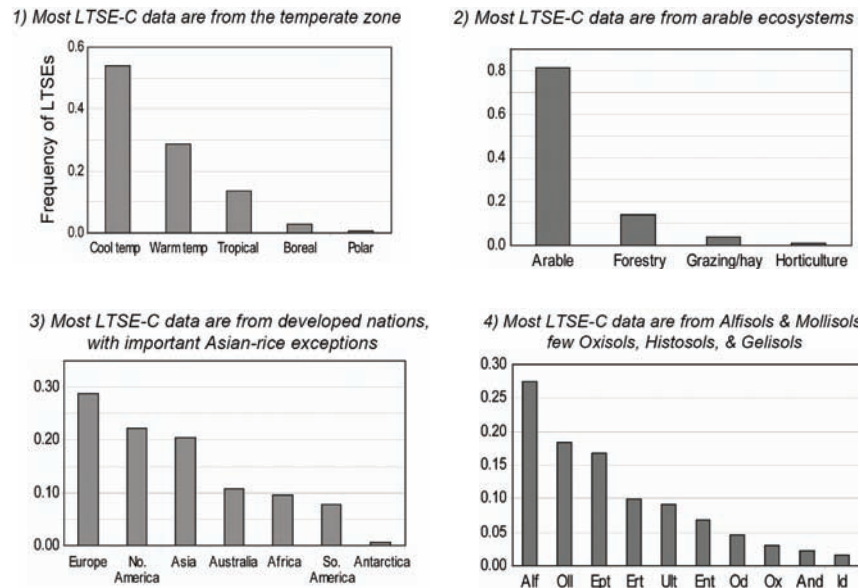 1) Most LTSE-C data are from the temperate zone
Frequency of LTSEs
0.6
0.4
0.2
0.0
Cool temp Warm temp Tropical Boreal Polar
2) Most LTSE-C data are from arable ecosystems
0.8
0.6
0.4
0.2
0.0
Arable Forestry Grazing/hay Horticulture
3) Most LTSE-C data are from developed nations,
with important Asian-rice exceptions
0.30
0.20
0.10
0.00
Europe No. Asia Australia Africa So. Antarctica
America America
4) Most LTSE-C data are from Alfisols & Mollisols
few Oxisols, Histosols, & Gelisols
0.30
0.25
0.20
0.15
0.10
0.05
0.00
Alf Oll Ept Ert Ult Ent Od Ox And Id